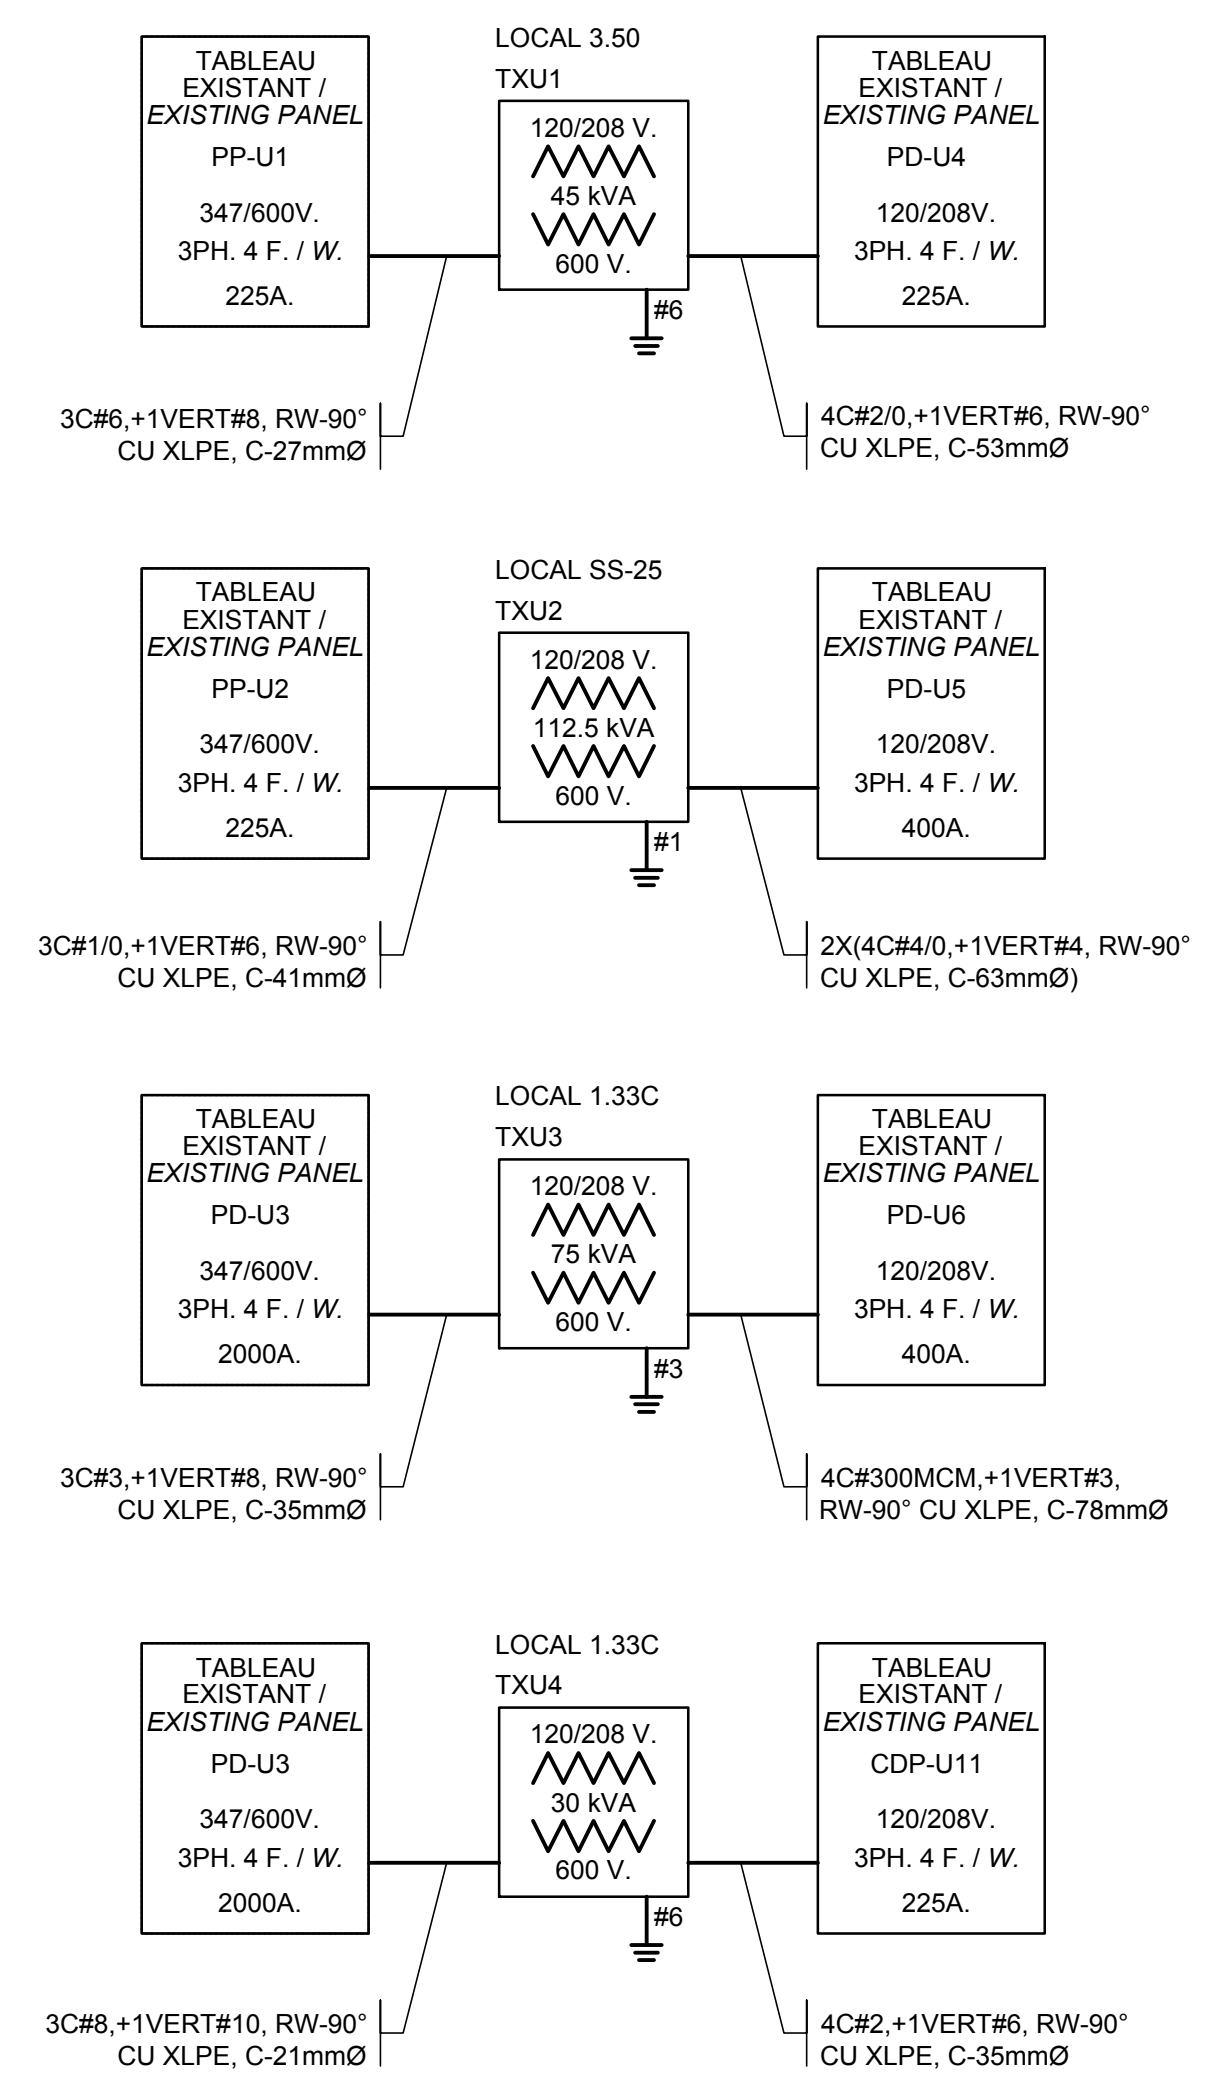 LOCAL 3.50
TXU1
TABLEAU
EXISTANT /
EXISTING PANEL
PP-U1
347/600V.
3PH. 4 F. / W.
225A.
120/208 V.
45 kVA
600 V.
#6
TABLEAU
EXISTANT /
EXISTING PANEL
PD-U4
120/208V.
3PH. 4 F. / W.
225A.
3C#6,+1VERT#8, RW-90°
CU XLPE, C-27mmØ
4C#2/0,+1VERT#6, RW-90°
CU XLPE, C-53mmØ
LOCAL SS-25
TXU2
TABLEAU
EXISTANT /
EXISTING PANEL
PP-U2
347/600V.
3PH. 4 F. / W.
225A.
120/208 V.
112.5 kVA
600 V.
#1
TABLEAU
EXISTANT /
EXISTING PANEL
PD-U5
120/208V.
3PH. 4 F. / W.
400A.
3C#1/0,+1VERT#6, RW-90°
CU XLPE, C-41mmØ
2X(4C#4/0,+1VERT#4, RW-90°
CU XLPE, C-63mmØ)
LOCAL 1.33C
TXU3
TABLEAU
EXISTANT /
EXISTING PANEL
PD-U3
347/600V.
3PH. 4 F. / W.
2000A.
120/208 V.
75 kVA
600 V.
#3
TABLEAU
EXISTANT /
EXISTING PANEL
PD-U6
120/208V.
3PH. 4 F. / W.
400A.
3C#3,+1VERT#8, RW-90°
CU XLPE, C-35mmØ
4C#300MCM,+1VERT#3,
RW-90° CU XLPE, C-78mmØ
LOCAL 1.33C
TXU4
TABLEAU
EXISTANT /
EXISTING PANEL
PD-U3
347/600V.
3PH. 4 F. / W.
2000A.
120/208 V.
30 kVA
600 V.
#6
TABLEAU
EXISTANT /
EXISTING PANEL
CDP-U11
120/208V.
3PH. 4 F. / W.
225A.
3C#8,+1VERT#10, RW-90°
CU XLPE, C-21mmØ
4C#2,+1VERT#6, RW-90°
CU XLPE, C-35mmØ